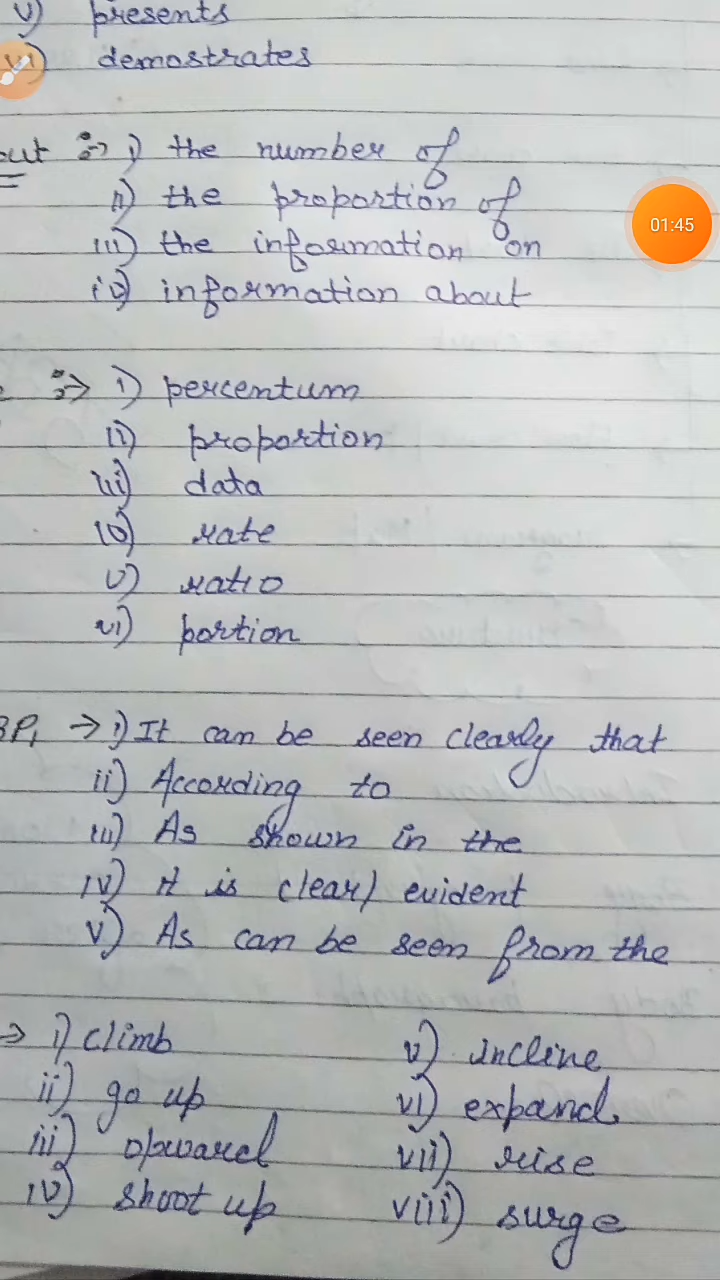 v) presents
vi) demostrates
out :-> i) the number of
ii) the proportion of
iii) the information on
iv) information about
:-> i) percentum
ii) proportion
iii) data
iv) rate
v) ratio
vi) portion
BP1 -> i) It can be seen clearly that
ii) According to
iii) As shown in the
iv) it is clear/ evident
v) As can be seen from the
=> i) climb v) incline
ii) go up vi) expand
iii) opward vii) rise
iv) shoot up viii) surge
01:45